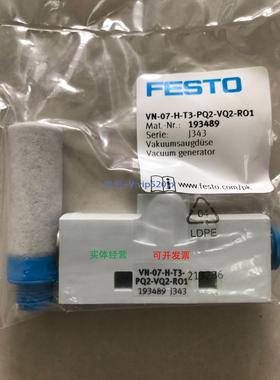 FESTO
VN-07-H-T3-PQ2-VQ2-RO1
Mat.-Nr.: 193489
Serie: J343
Vakuumsaugdüse
Vacuum generator
www.festo.com/pk
04
LDPE
实体经营 可开发票
VN-07-H-T3-
PQ2-VQ2-RO1
193489 J343